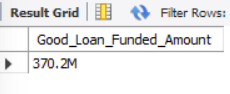 Result Grid Filter Rows:
Good_Loan_Funded_Amount
370.2M